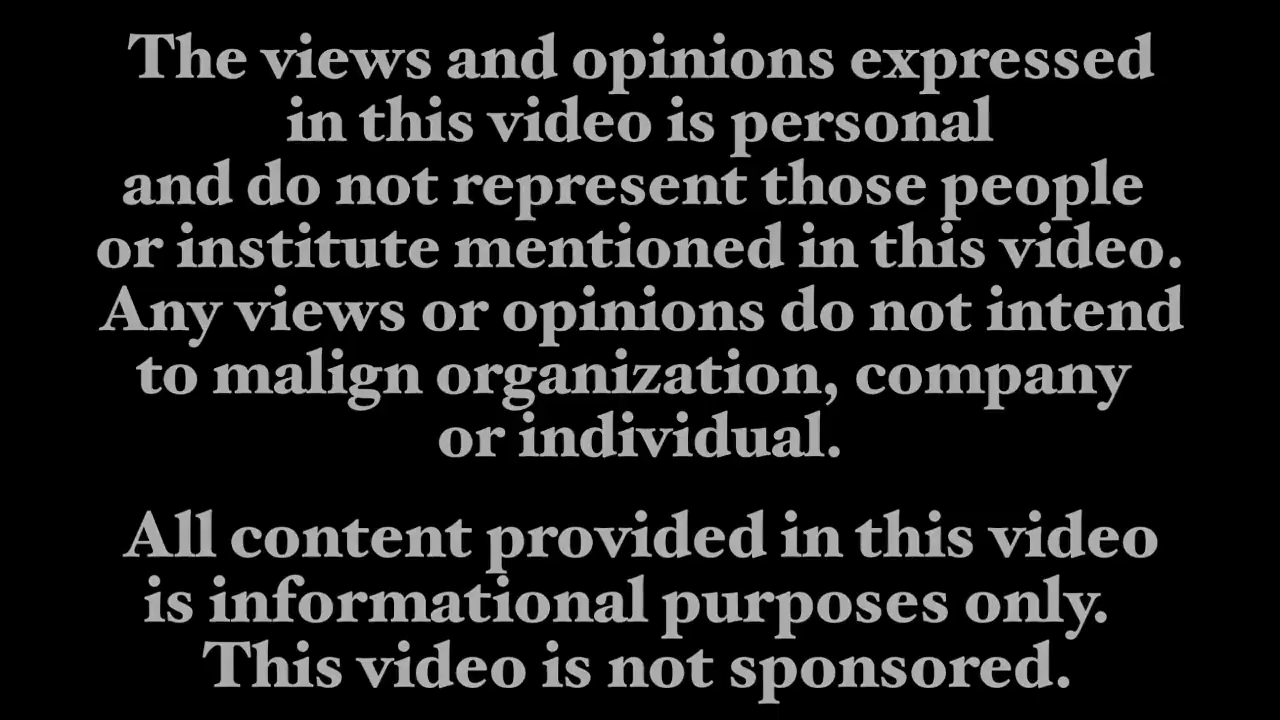 The views and opinions expressed
in this video is personal
and do not represent those people
or institute mentioned in this video.
Any views or opinions do not intend
to malign organization, company
or individual.
All content provided in this video
is informational purposes only.
This video is not sponsored.